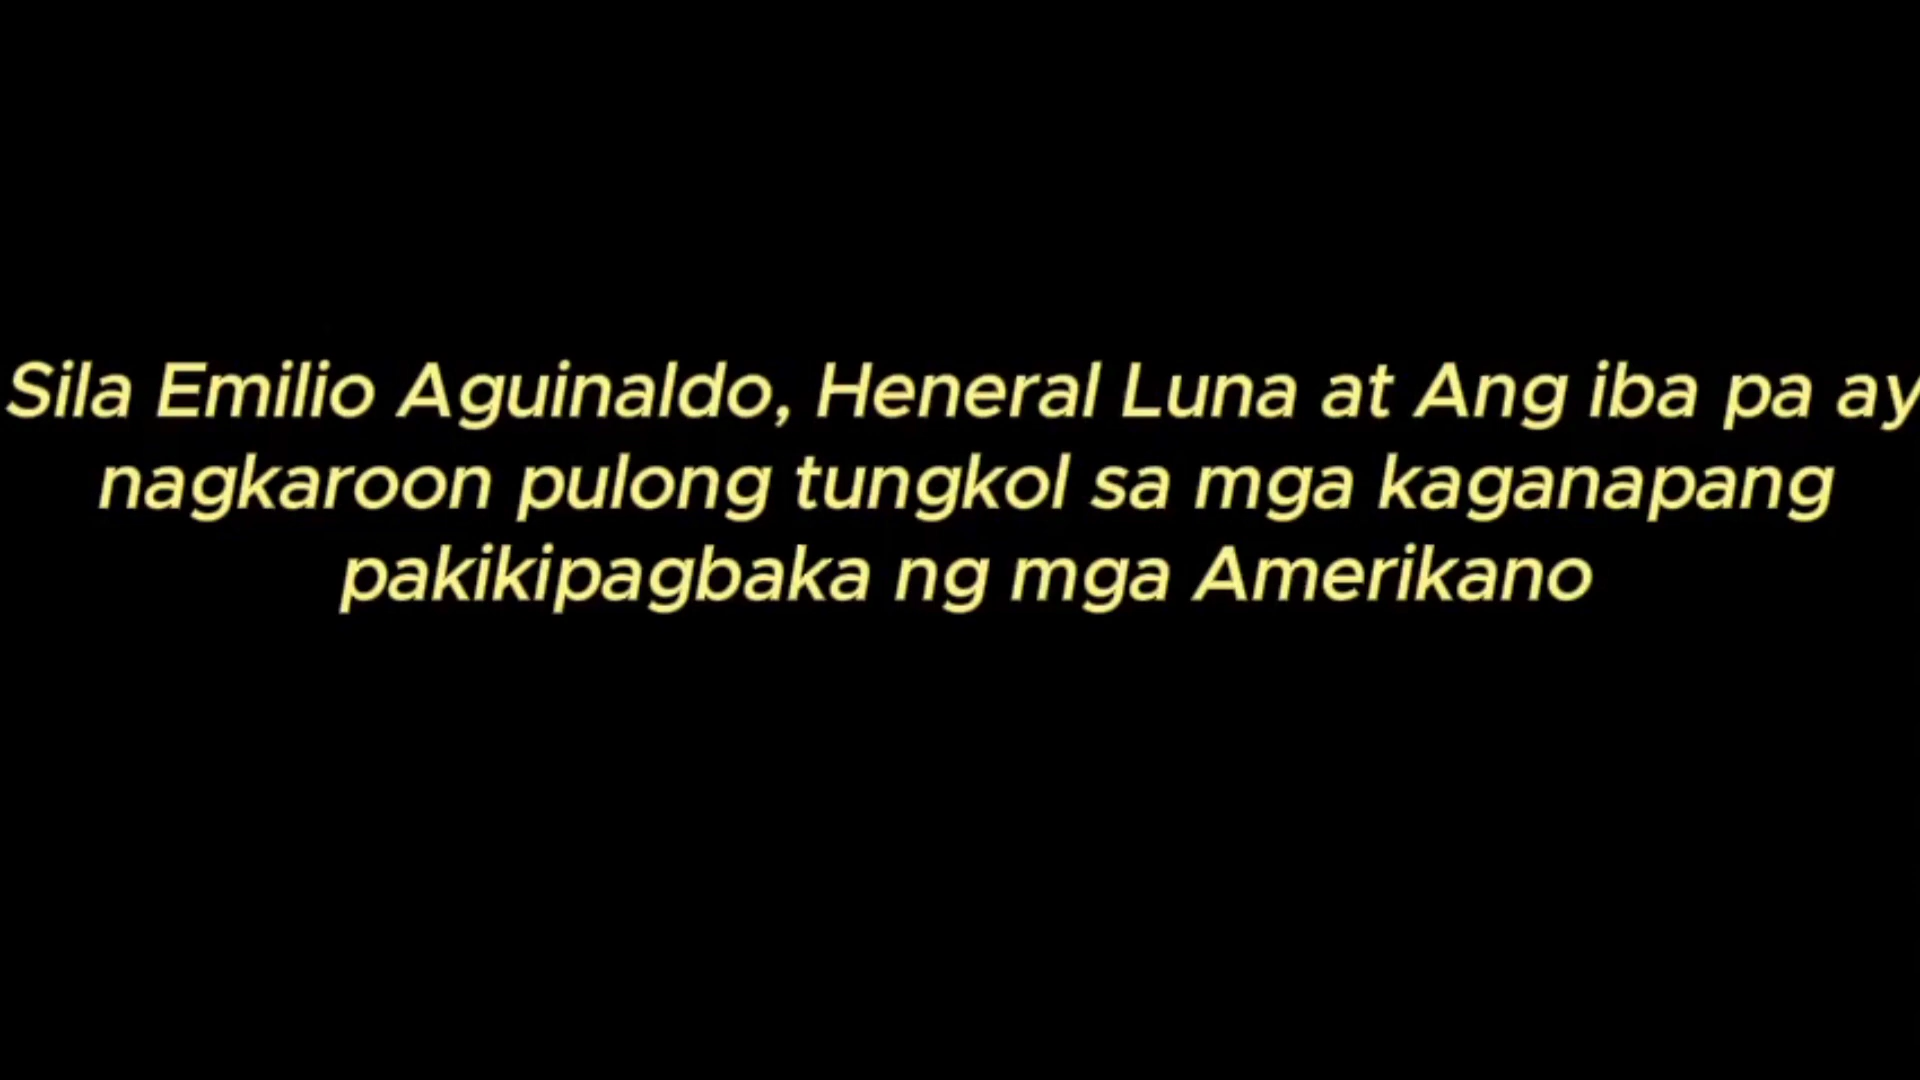 Sila Emilio Aguinaldo, Heneral Luna at Ang iba pa ay
nagkaroon pulong tungkol sa mga kaganapang
pakikipagbaka ng mga Amerikano